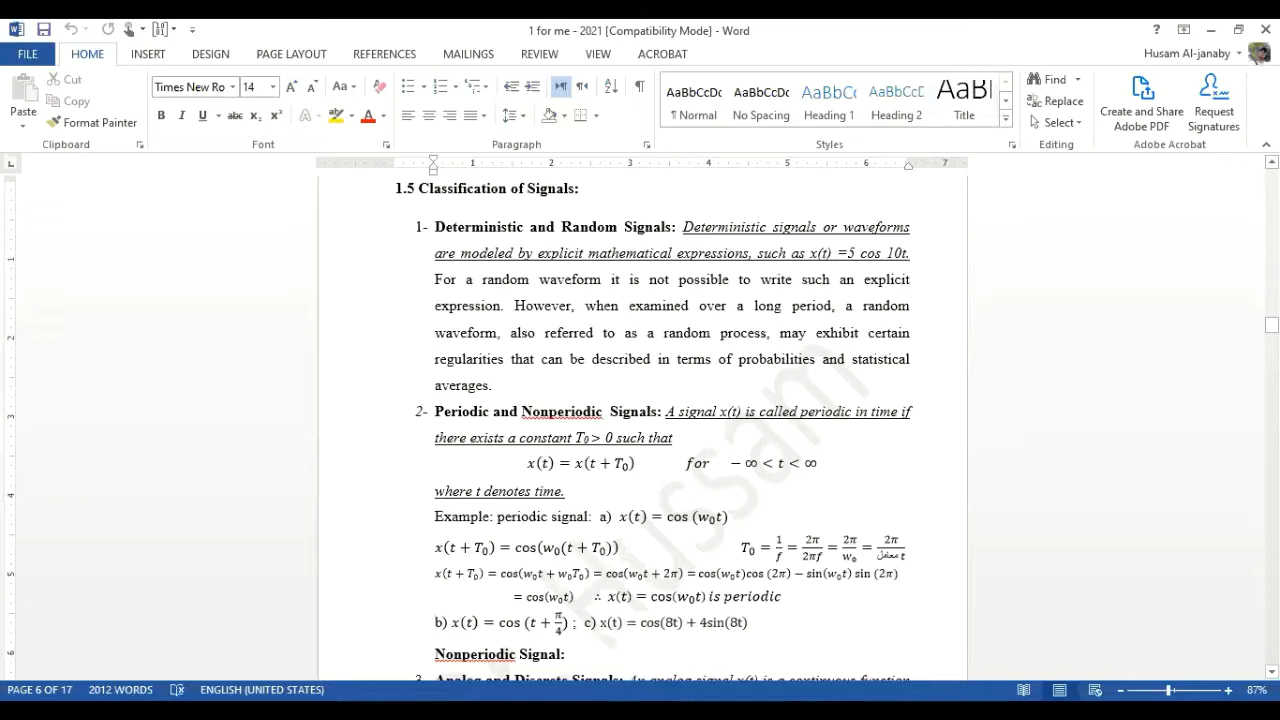 1 for me - 2021 [Compatibility Mode] - Word
FILE HOME INSERT DESIGN PAGE LAYOUT REFERENCES MAILINGS REVIEW VIEW ACROBAT
Husam Al-janaby
Paste
Cut
Copy
Format Painter
Clipboard
Times New Ro 14
Font
Paragraph
AaBbCcDc AaBbCcDc AaBbCc AaBbCcD AaBl
¶ Normal No Spacing Heading 1 Heading 2 Title
Styles
Find
Replace
Select
Editing
Create and Share
Adobe PDF
Request
Signatures
Adobe Acrobat
1 2 3 4 5 6 7
1.5 Classification of Signals:
1- Deterministic and Random Signals: Deterministic signals or waveforms
are modeled by explicit mathematical expressions, such as x(t) =5 cos 10t.
For a random waveform it is not possible to write such an explicit
expression. However, when examined over a long period, a random
waveform, also referred to as a random process, may exhibit certain
regularities that can be described in terms of probabilities and statistical
averages.
2- Periodic and Nonperiodic Signals: A signal x(t) is called periodic in time if
there exists a constant T₀ > 0 such that
x(t) = x(t + T₀) for − ∞ < t < ∞
where t denotes time.
Example: periodic signal: a) x(t) = cos (w₀t)
x(t + T₀) = cos(w₀(t + T₀)) T₀ = 1/f = 2π/2πf = 2π/w₀ = 2π/معامل t
x(t + T₀) = cos(w₀t + w₀T₀) = cos(w₀t + 2π) = cos(w₀t)cos (2π) − sin(w₀t) sin (2π)
= cos(w₀t) ∴ x(t) = cos(w₀t) is periodic
b) x(t) = cos (t + π/4) ; c) x(t) = cos(8t) + 4sin(8t)
Nonperiodic Signal:
3- Analog and Discrete Signals: An analog signal x(t) is a continuous function
Hussam
PAGE 6 OF 17 2012 WORDS ENGLISH (UNITED STATES) 87%